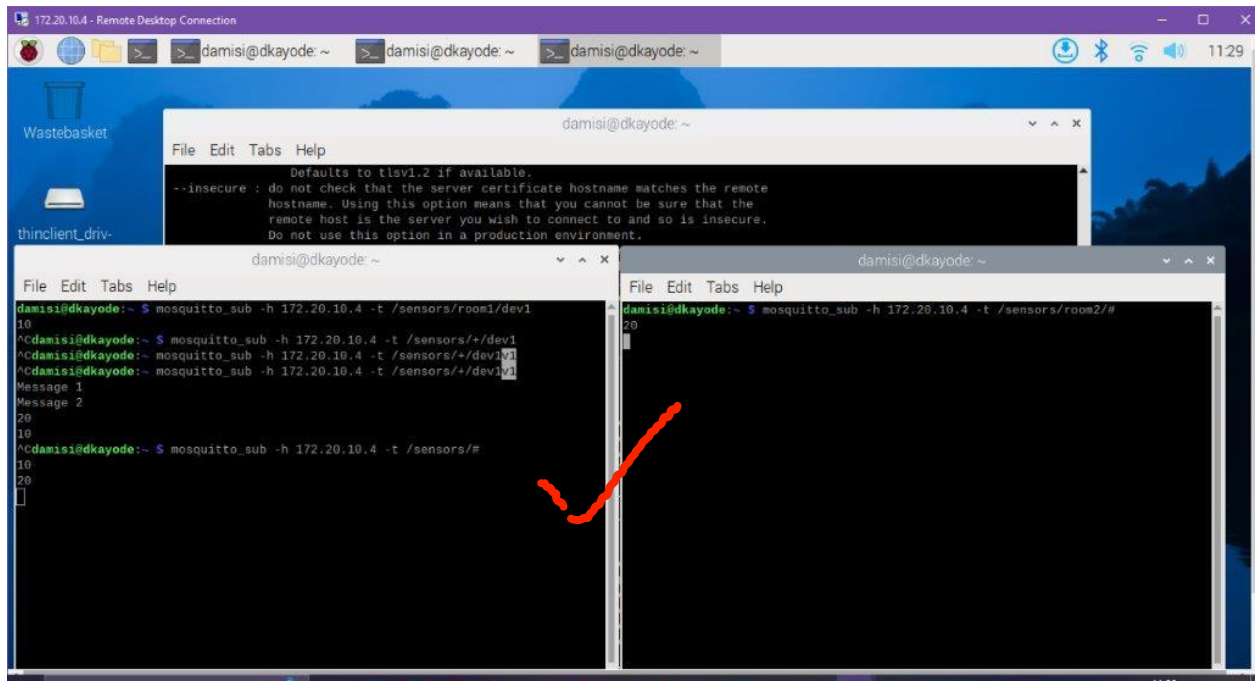 172.20.10.4 - Remote Desktop Connection
damisi@dkayode: ~
damisi@dkayode: ~
damisi@dkayode: ~
11:29
Wastebasket
thinclient_driv-
damisi@dkayode: ~
File Edit Tabs Help
Defaults to tlsv1.2 if available.
--insecure : do not check that the server certificate hostname matches the remote
hostname. Using this option means that you cannot be sure that the
remote host is the server you wish to connect to and so is insecure.
Do not use this option in a production environment.
damisi@dkayode: ~
File Edit Tabs Help
damisi@dkayode:~ $ mosquitto_sub -h 172.20.10.4 -t /sensors/room1/dev1
10
^Cdamisi@dkayode:~ $ mosquitto_sub -h 172.20.10.4 -t /sensors/+/dev1
^Cdamisi@dkayode:~ mosquitto_sub -h 172.20.10.4 -t /sensors/+/dev1v1
^Cdamisi@dkayode:~ mosquitto_sub -h 172.20.10.4 -t /sensors/+/dev1v1
Message 1
Message 2
20
10
^Cdamisi@dkayode:~ $ mosquitto_sub -h 172.20.10.4 -t /sensors/#
10
20
damisi@dkayode: ~
File Edit Tabs Help
damisi@dkayode:~ $ mosquitto_sub -h 172.20.10.4 -t /sensors/room2/#
20